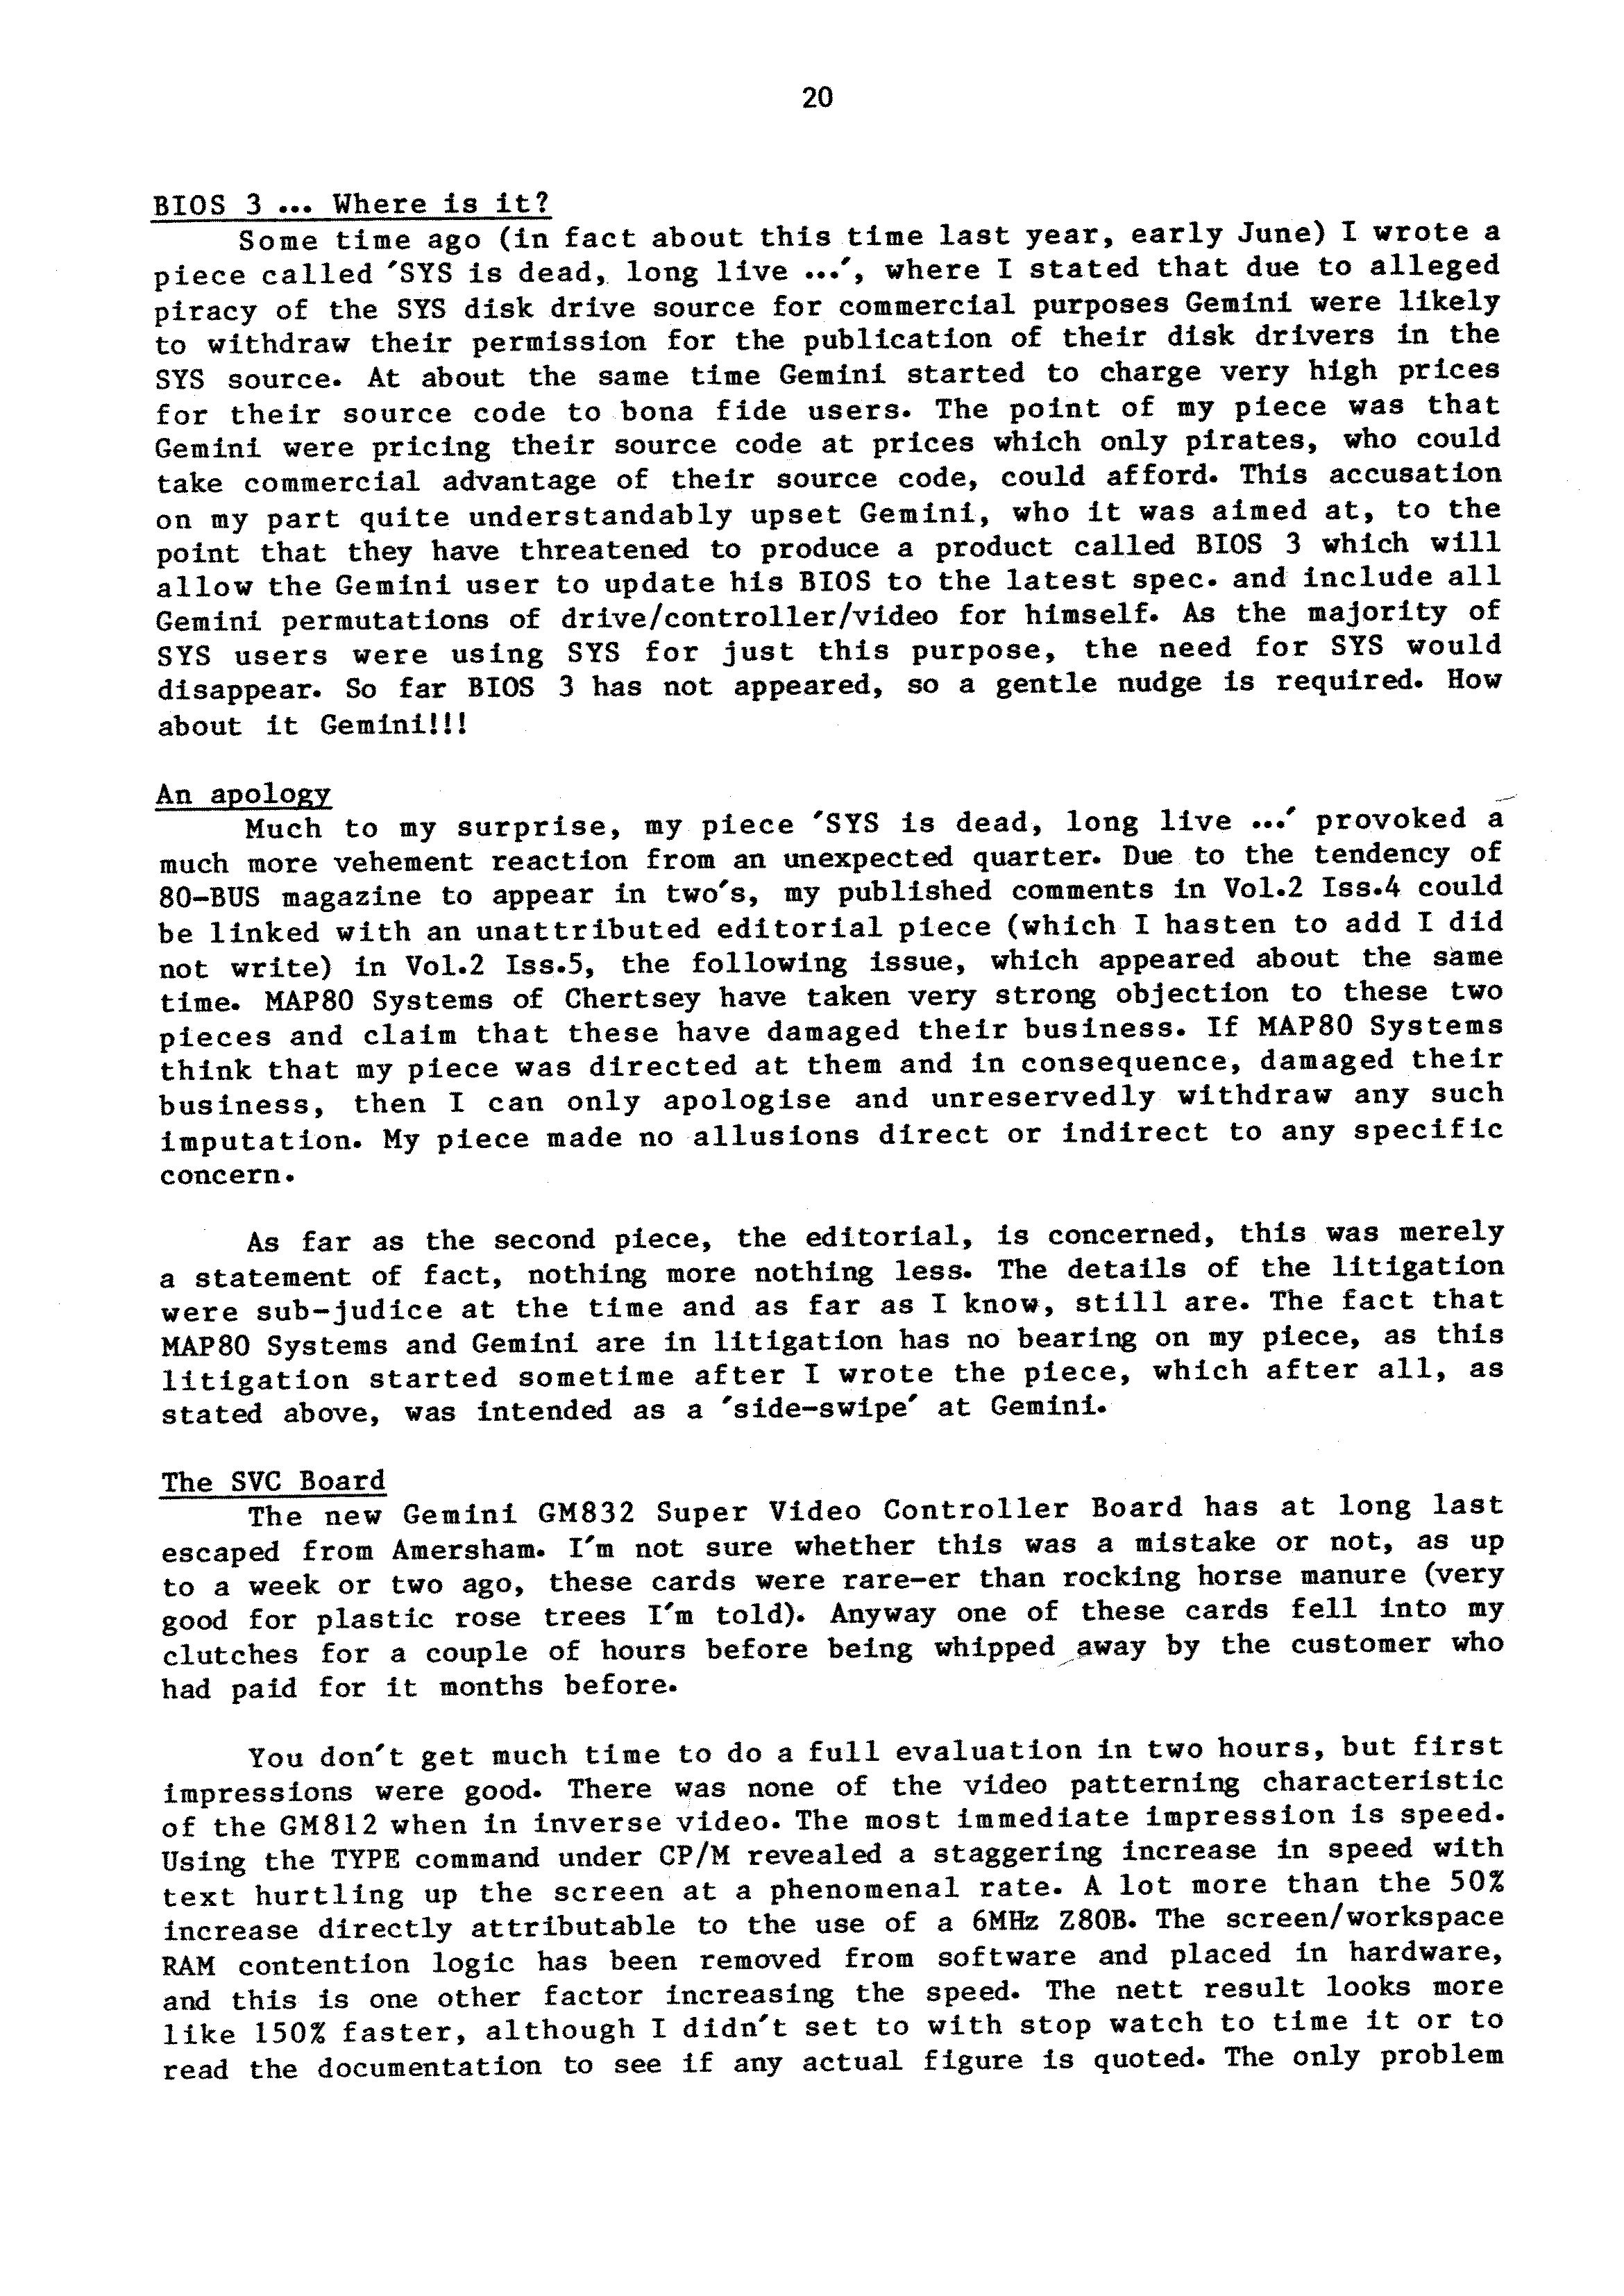 20
BIOS 3 ... Where is it?
Some time ago (in fact about this time last year, early June) I wrote a
piece called 'SYS is dead, long live ...', where I stated that due to alleged
piracy of the SYS disk drive source for commercial purposes Gemini were likely
to withdraw their permission for the publication of their disk drivers in the
SYS source. At about the same time Gemini started to charge very high prices
for their source code to bona fide users. The point of my piece was that
Gemini were pricing their source code at prices which only pirates, who could
take commercial advantage of their source code, could afford. This accusation
on my part quite understandably upset Gemini, who it was aimed at, to the
point that they have threatened to produce a product called BIOS 3 which will
allow the Gemini user to update his BIOS to the latest spec. and include all
Gemini permutations of drive/controller/video for himself. As the majority of
SYS users were using SYS for just this purpose, the need for SYS would
disappear. So far BIOS 3 has not appeared, so a gentle nudge is required. How
about it Gemini!!!
An apology
Much to my surprise, my piece 'SYS is dead, long live ...' provoked a
much more vehement reaction from an unexpected quarter. Due to the tendency of
80-BUS magazine to appear in two's, my published comments in Vol.2 Iss.4 could
be linked with an unattributed editorial piece (which I hasten to add I did
not write) in Vol.2 Iss.5, the following issue, which appeared about the same
time. MAP80 Systems of Chertsey have taken very strong objection to these two
pieces and claim that these have damaged their business. If MAP80 Systems
think that my piece was directed at them and in consequence, damaged their
business, then I can only apologise and unreservedly withdraw any such
imputation. My piece made no allusions direct or indirect to any specific
concern.
As far as the second piece, the editorial, is concerned, this was merely
a statement of fact, nothing more nothing less. The details of the litigation
were sub-judice at the time and as far as I know, still are. The fact that
MAP80 Systems and Gemini are in litigation has no bearing on my piece, as this
litigation started sometime after I wrote the piece, which after all, as
stated above, was intended as a 'side-swipe' at Gemini.
The SVC Board
The new Gemini GM832 Super Video Controller Board has at long last
escaped from Amersham. I'm not sure whether this was a mistake or not, as up
to a week or two ago, these cards were rare-er than rocking horse manure (very
good for plastic rose trees I'm told). Anyway one of these cards fell into my
clutches for a couple of hours before being whipped away by the customer who
had paid for it months before.
You don't get much time to do a full evaluation in two hours, but first
impressions were good. There was none of the video patterning characteristic
of the GM812 when in inverse video. The most immediate impression is speed.
Using the TYPE command under CP/M revealed a staggering increase in speed with
text hurtling up the screen at a phenomenal rate. A lot more than the 50%
increase directly attributable to the use of a 6MHz Z80B. The screen/workspace
RAM contention logic has been removed from software and placed in hardware,
and this is one other factor increasing the speed. The nett result looks more
like 150% faster, although I didn't set to with stop watch to time it or to
read the documentation to see if any actual figure is quoted. The only problem